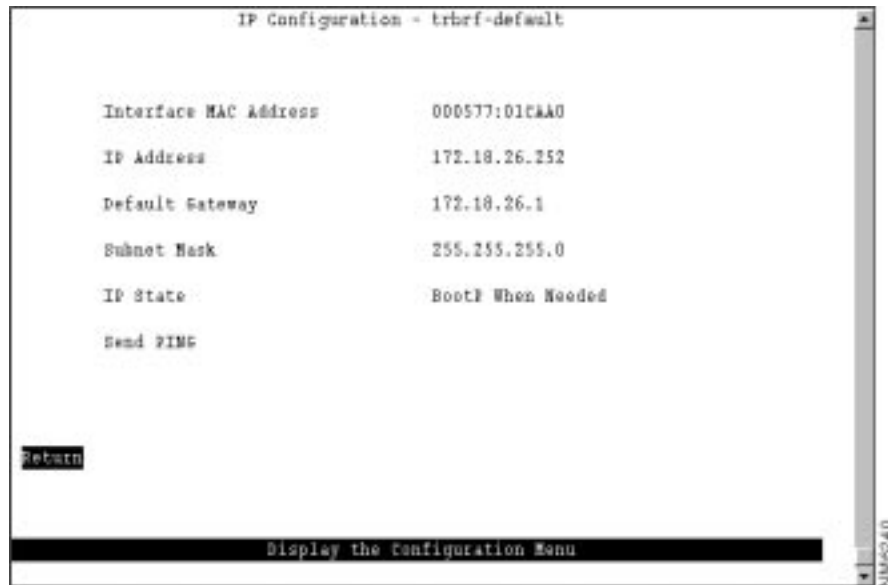 IP Configuration - trbrf-default
Interface MAC Address 000577:01CAA0
IP Address 172.18.26.252
Default Gateway 172.18.26.1
Subnet Mask 255.255.255.0
IP State BootP When Needed
Send PING
Return
Display the Configuration Menu